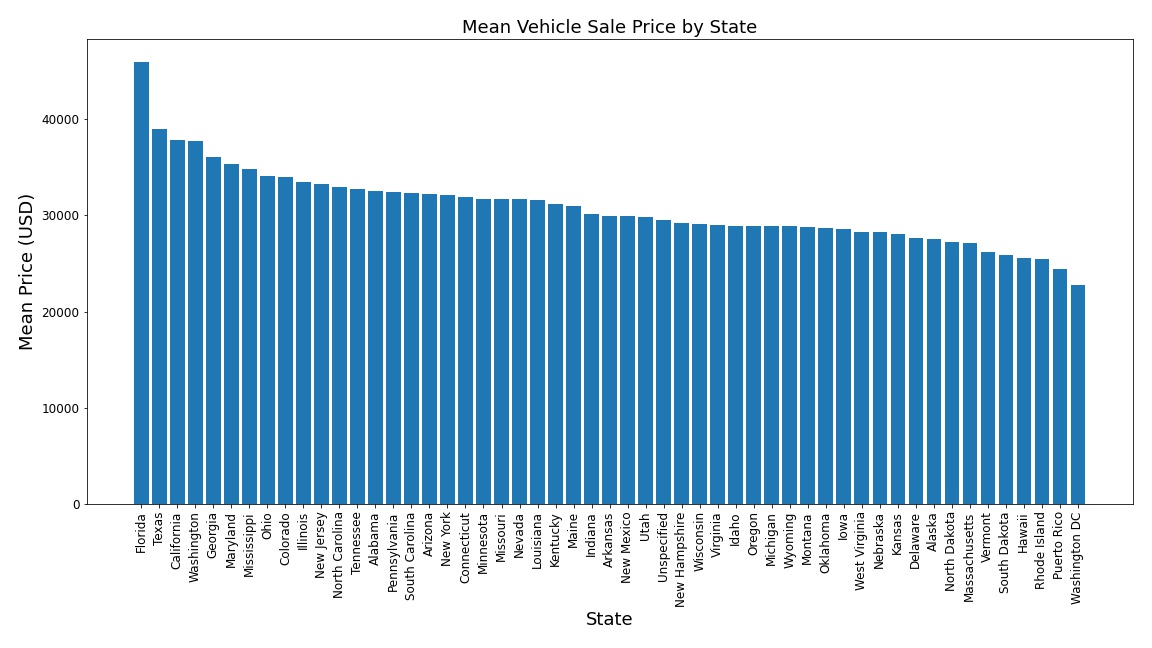 Mean Vehicle Sale Price by State
Mean Price (USD)
40000
30000
20000
10000
0
Florida
Texas
California
Washington
Georgia
Maryland
Mississippi
Ohio
Colorado
Illinois
New Jersey
North Carolina
Tennessee
Alabama
Pennsylvania
South Carolina
Arizona
New York
Connecticut
Minnesota
Missouri
Nevada
Louisiana
Kentucky
Maine
Indiana
Arkansas
New Mexico
Utah
Unspecified
New Hampshire
Wisconsin
Virginia
Idaho
Oregon
Michigan
Wyoming
Montana
Oklahoma
Iowa
West Virginia
Nebraska
Kansas
Delaware
Alaska
North Dakota
Massachusetts
Vermont
South Dakota
Hawaii
Rhode Island
Puerto Rico
Washington DC
State